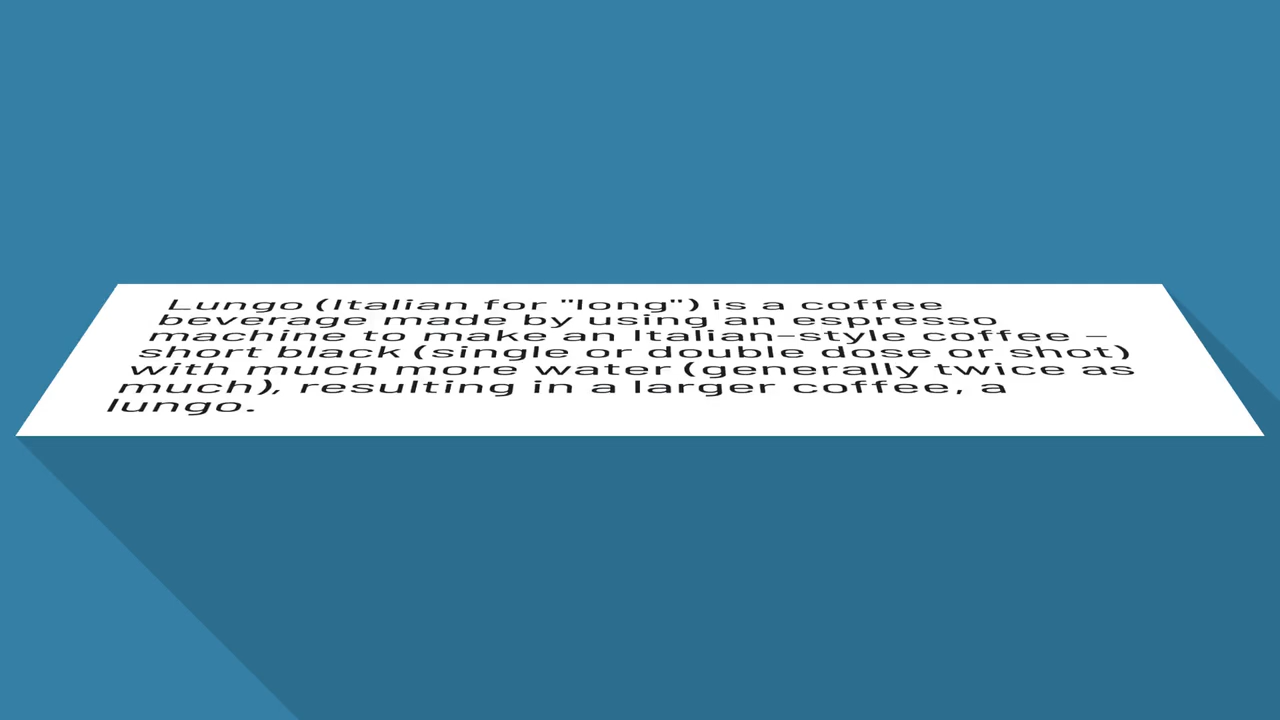 Lungo (Italian for "long") is a coffee
beverage made by using an espresso
machine to make an Italian-style coffee –
short black (single or double dose or shot)
with much more water (generally twice as
much), resulting in a larger coffee, a
lungo.